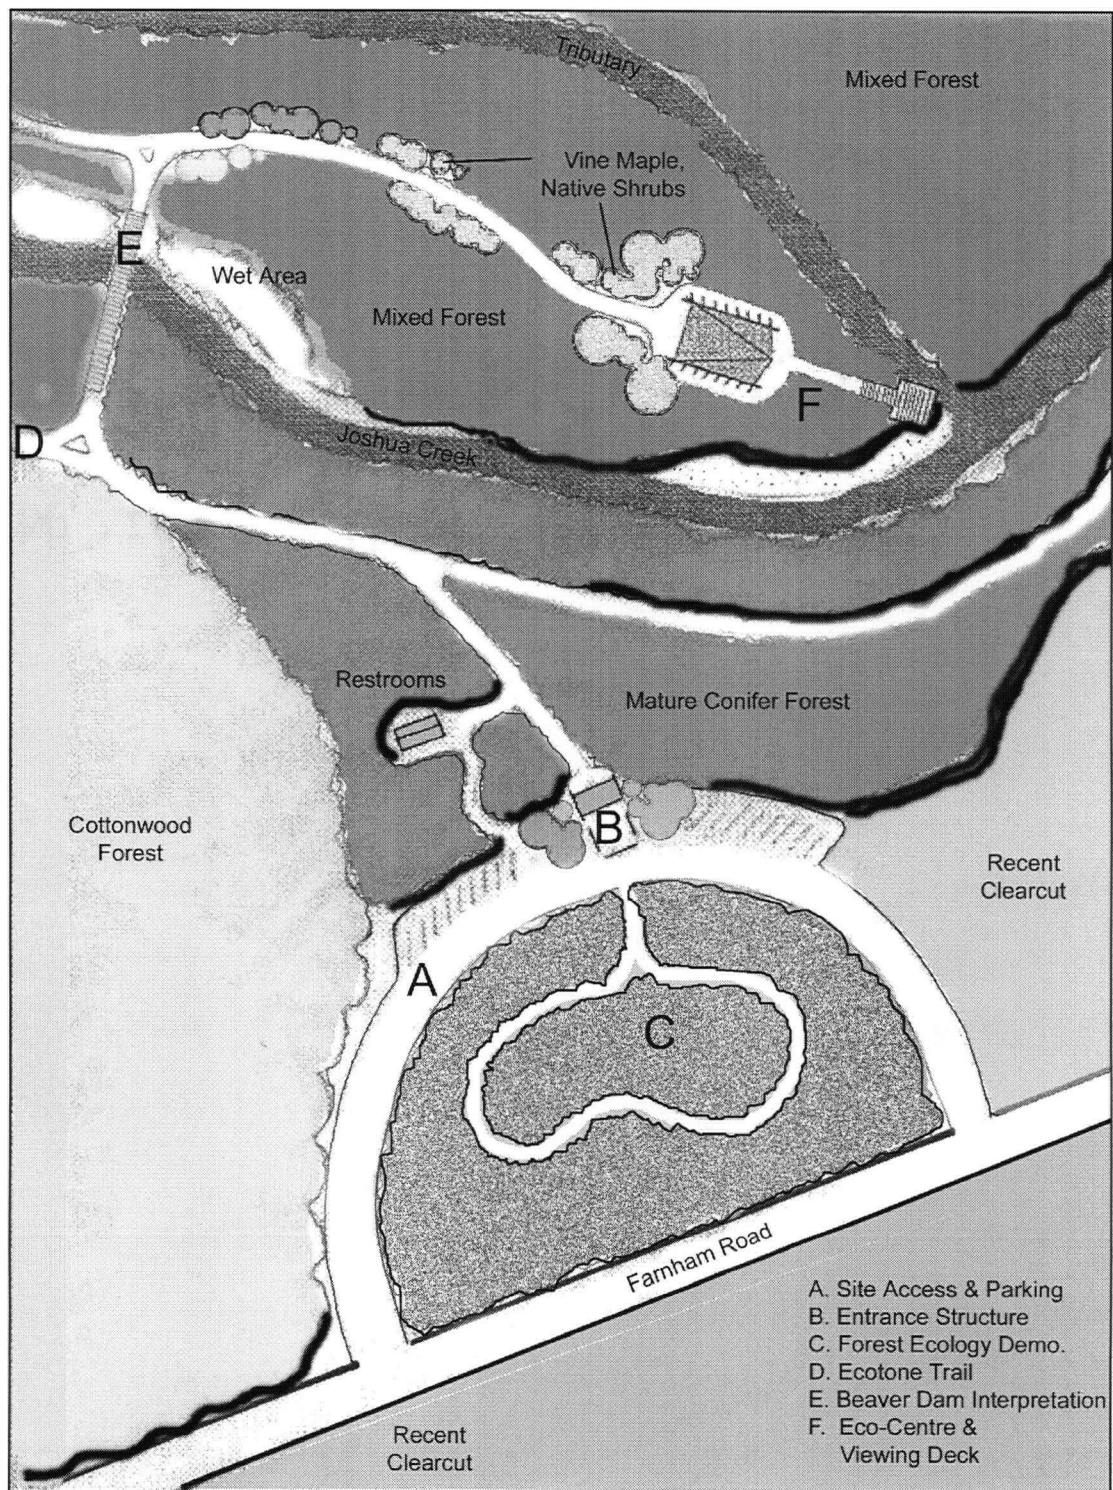 Tributary
Mixed Forest
Vine Maple,
Native Shrubs
E
Wet Area
Mixed Forest
F
D
Joshua Creek
Restrooms
Mature Conifer Forest
Cottonwood
Forest
B
Recent
Clearcut
A
C
Farnham Road
A. Site Access & Parking
B. Entrance Structure
C. Forest Ecology Demo.
D. Ecotone Trail
E. Beaver Dam Interpretation
F. Eco-Centre &
Viewing Deck
Recent
Clearcut